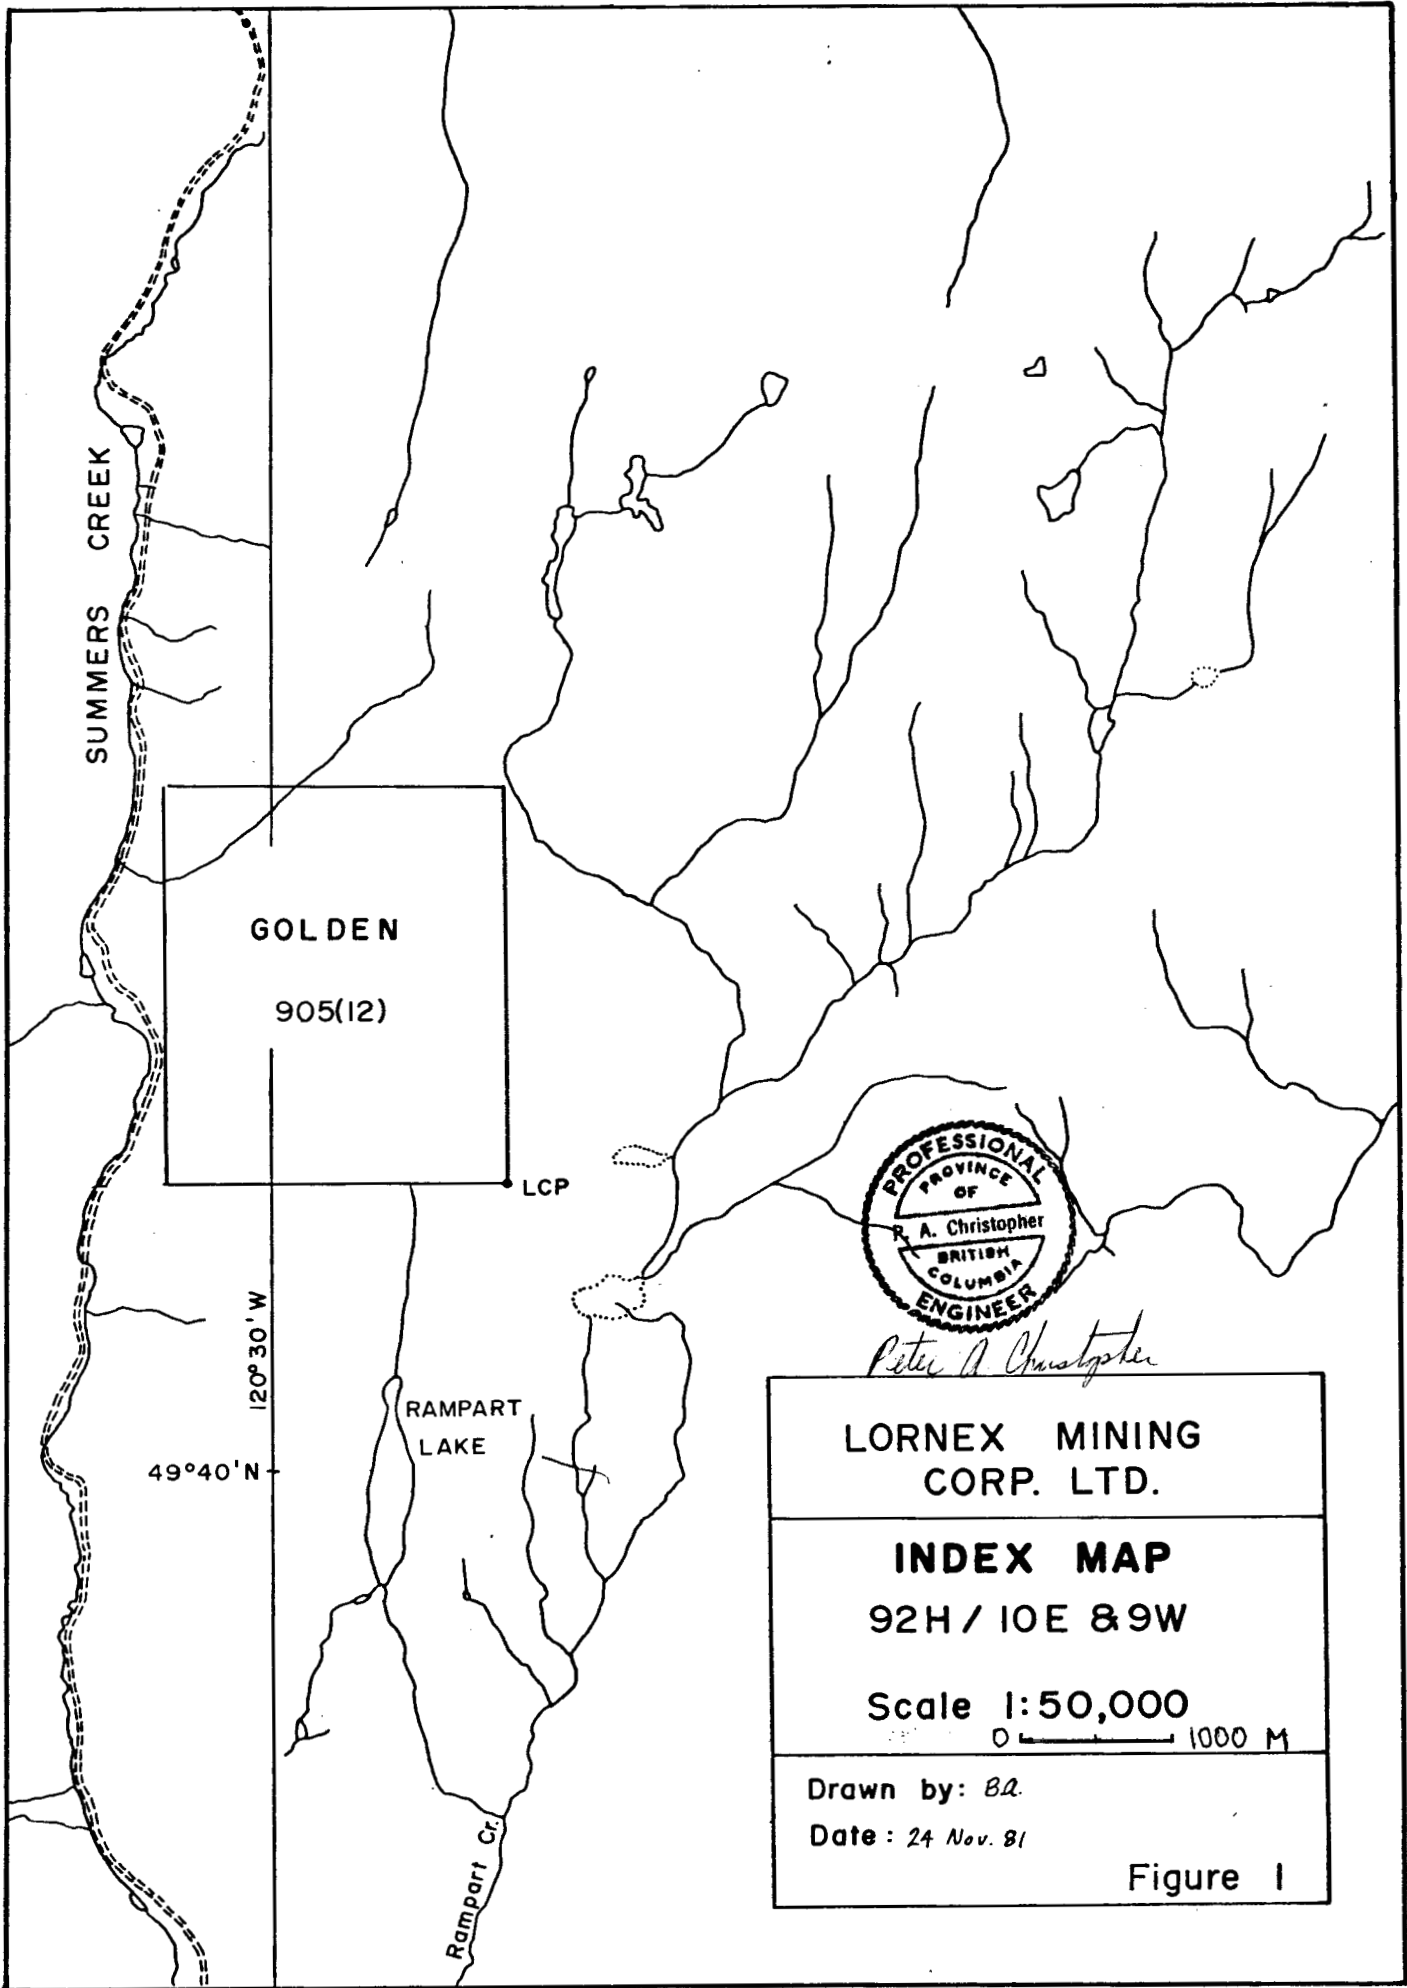 SUMMERS CREEK
GOLDEN
905(12)
LCP
120°30'W
RAMPART
LAKE
49°40'N
Rampart Cr.
PROFESSIONAL
PROVINCE
OF
P. A. Christopher
BRITISH
COLUMBIA
ENGINEER
Peter A Christopher
LORNEX MINING
CORP. LTD.
INDEX MAP
92H / 10E & 9W
Scale 1:50,000
0 1000 M
Drawn by: B.A.
Date: 24 Nov. 81
Figure 1